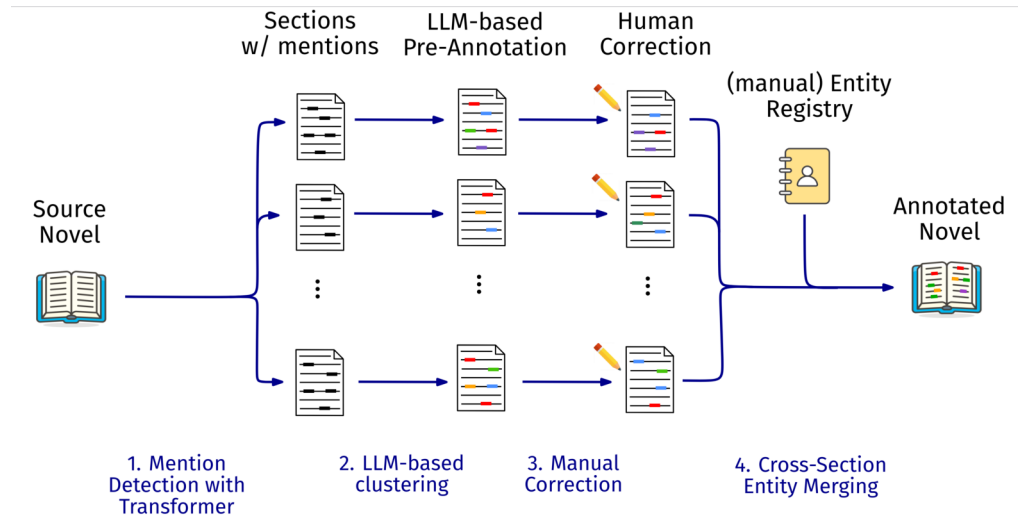 Sections
w/ mentions
LLM-based
Pre-Annotation
Human
Correction
(manual) Entity
Registry
Source
Novel
Annotated
Novel
1. Mention
Detection with
Transformer
2. LLM-based
clustering
3. Manual
Correction
4. Cross-Section
Entity Merging